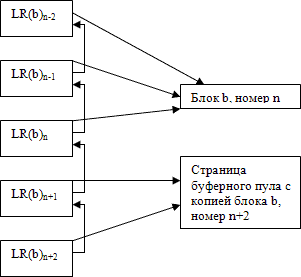 LR(b)n-2
LR(b)n-1
Блок b, номер n
LR(b)n
Страница
буферного пула с
копией блока b,
номер n+2
LR(b)n+1
LR(b)n+2